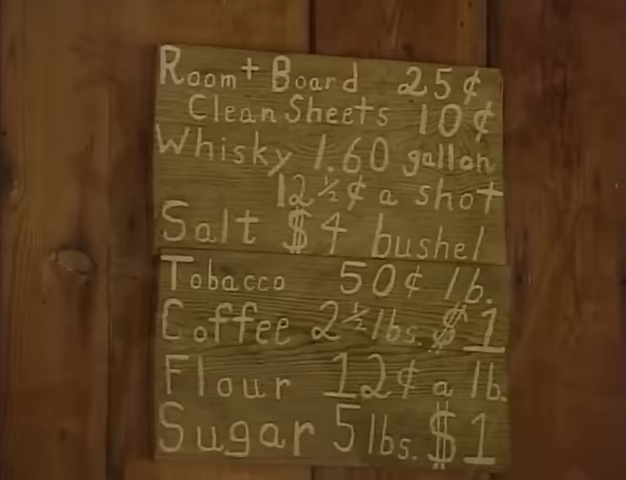 Room + Board 25¢
Clean Sheets 10¢
Whisky 1.60 gallon
12½¢ a shot
Salt $4 bushel
Tobacco 50¢ lb.
Coffee 2½ lbs. $1
Flour 12¢ a lb.
Sugar 5 lbs. $1